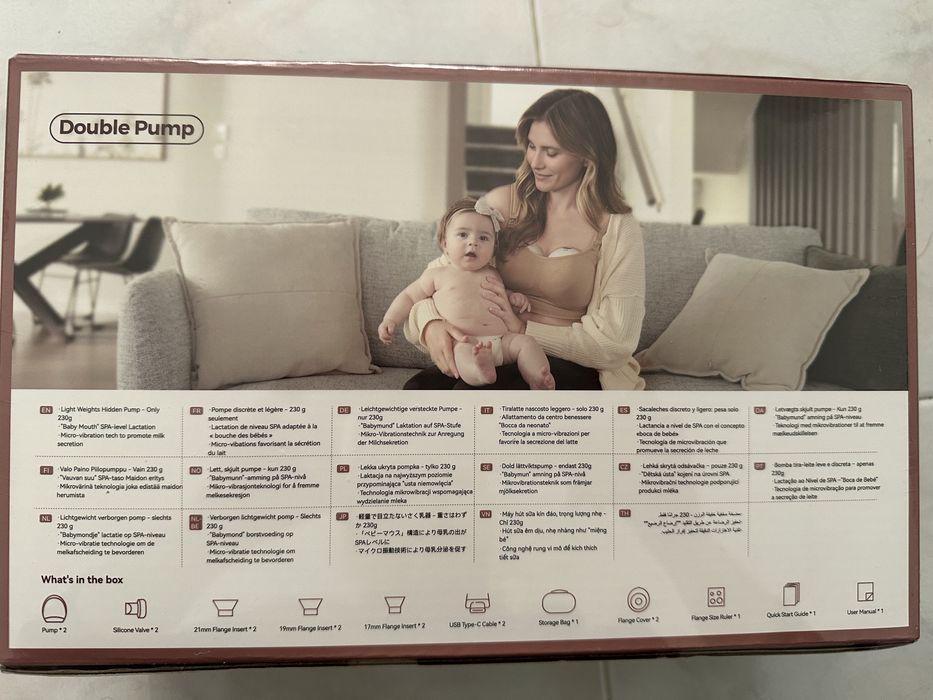 Double Pump
EN
·Light Weights Hidden Pump - Only
230g
·"Baby Mouth" SPA-level Lactation
·Micro-vibration tech to promote milk
secretion
FR
·Pompe discrète et légère - 230 g
seulement
·Lactation de niveau SPA adaptée à la
« bouche des bébés »
·Micro-vibrations favorisant la sécrétion
du lait
DE
·Leichtgewichtige versteckte Pumpe -
nur 230g
·"Babymund" Laktation auf SPA-Stufe
·Mikro-Vibrationstechnik zur Anregung
der Milchsekretion
IT
·Tiralatte nascosto leggero - solo 230 g
·Allattamento da centro benessere
"Bocca da neonato"
·Tecnologia a micro-vibrazioni per
favorire la secrezione del latte
ES
·Sacaleches discreto y ligero: pesa solo
230 g
·Lactancia a nivel de SPA con el concepto
«boca de bebé»
·Tecnología de microvibración que
promueve la secreción de leche
DA
·Letvægts skjult pumpe - Kun 230 g
·"Babymund" amning på SPA-niveau
·Teknologi med mikrovibrationer til at fremme
mælkeudskillelsen
FI
·Valo Paino Piilopumppu - Vain 230 g
·"Vauvan suu" SPA-taso Maidon eritys
·Mikrovärinä teknologia joka edistää maidon
herumista
NO
·Lett, skjult pumpe - kun 230 g
·"Babymunn"-amming på SPA-nivå
·Mikro-vibrasjonsteknologi for å fremme
melkesekresjon
PL
·Lekka ukryta pompka - tylko 230 g
·Laktacja na najwyższym poziomie
przypominająca "usta niemowlęcia"
·Technologia mikrowibracji wspomagająca
wydzielanie mleka
SE
·Dold lättviktspump - endast 230g
·"Babymun" amning på SPA-nivå
·Mikrovibrationsteknik som främjar
mjölksekretion
CZ
·Lehká skrytá odsávačka - pouze 230 g
·"Dětská ústa" kojení na úrovni SPA
·Mikrovibrační technologie podporující
produkci mléka
PT
·Bomba tira-leite leve e discreta - apenas
230g
·Lactação ao Nível de SPA -"Boca de Bebé"
·Tecnologia de microvibração para promover
a secreção de leite
NL
·Lichtgewicht verborgen pomp - slechts
230 g
·"Babymondje" lactatie op SPA-niveau
·Micro-vibratie technologie om de
melkafscheiding te bevorderen
NL
BE
·Verborgen lichtgewicht pomp - Slechts
230 g
·"Babymond" borstvoeding op
SPA-niveau
·Micro-vibratie technologie om
melkafscheiding te bevorderen
JP
·軽量で目立たないさく乳器 - 重さはわず
か 230g
·「ベビーマウス」構造により母乳の出が
SPAレベルに
·マイクロ振動技術により母乳分泌を促す
VN
·Máy hút sữa kín đáo, trọng lượng nhẹ -
Chỉ 230g
·Hút sữa êm dịu, nhẹ nhàng như "miệng
bé"
·Công nghệ rung vi mô để kích thích
tiết sữa
TH
What's in the box
Pump * 2
Silicone Valve * 2
21mm Flange Insert * 2
19mm Flange Insert * 2
17mm Flange Insert * 2
USB Type-C Cable * 2
Storage Bag * 1
Flange Cover * 2
Flange Size Ruler * 1
Quick Start Guide * 1
User Manual * 1